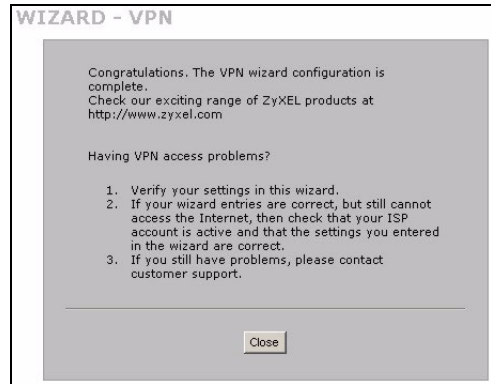 WIZARD - VPN
Congratulations. The VPN wizard configuration is
complete.
Check our exciting range of ZyXEL products at
http://www.zyxel.com
Having VPN access problems?
1. Verify your settings in this wizard.
2. If your wizard entries are correct, but still cannot
access the Internet, then check that your ISP
account is active and that the settings you entered
in the wizard are correct.
3. If you still have problems, please contact
customer support.
Close